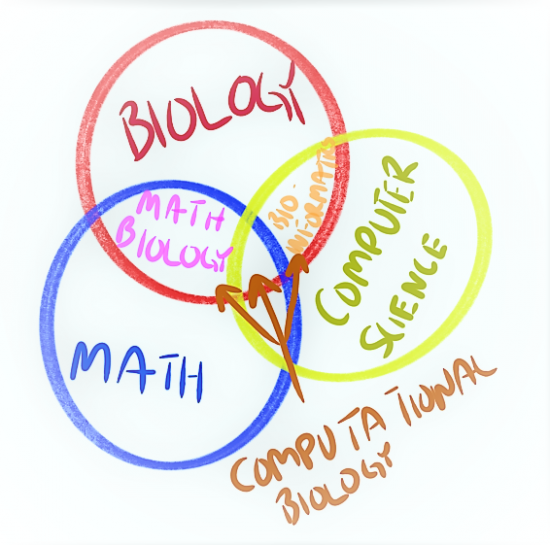 BIOLOGY
MATH
BIOLOGY
BIO-
INFORMATICS
COMPUTER
SCIENCE
MATH
COMPUTATIONAL
BIOLOGY